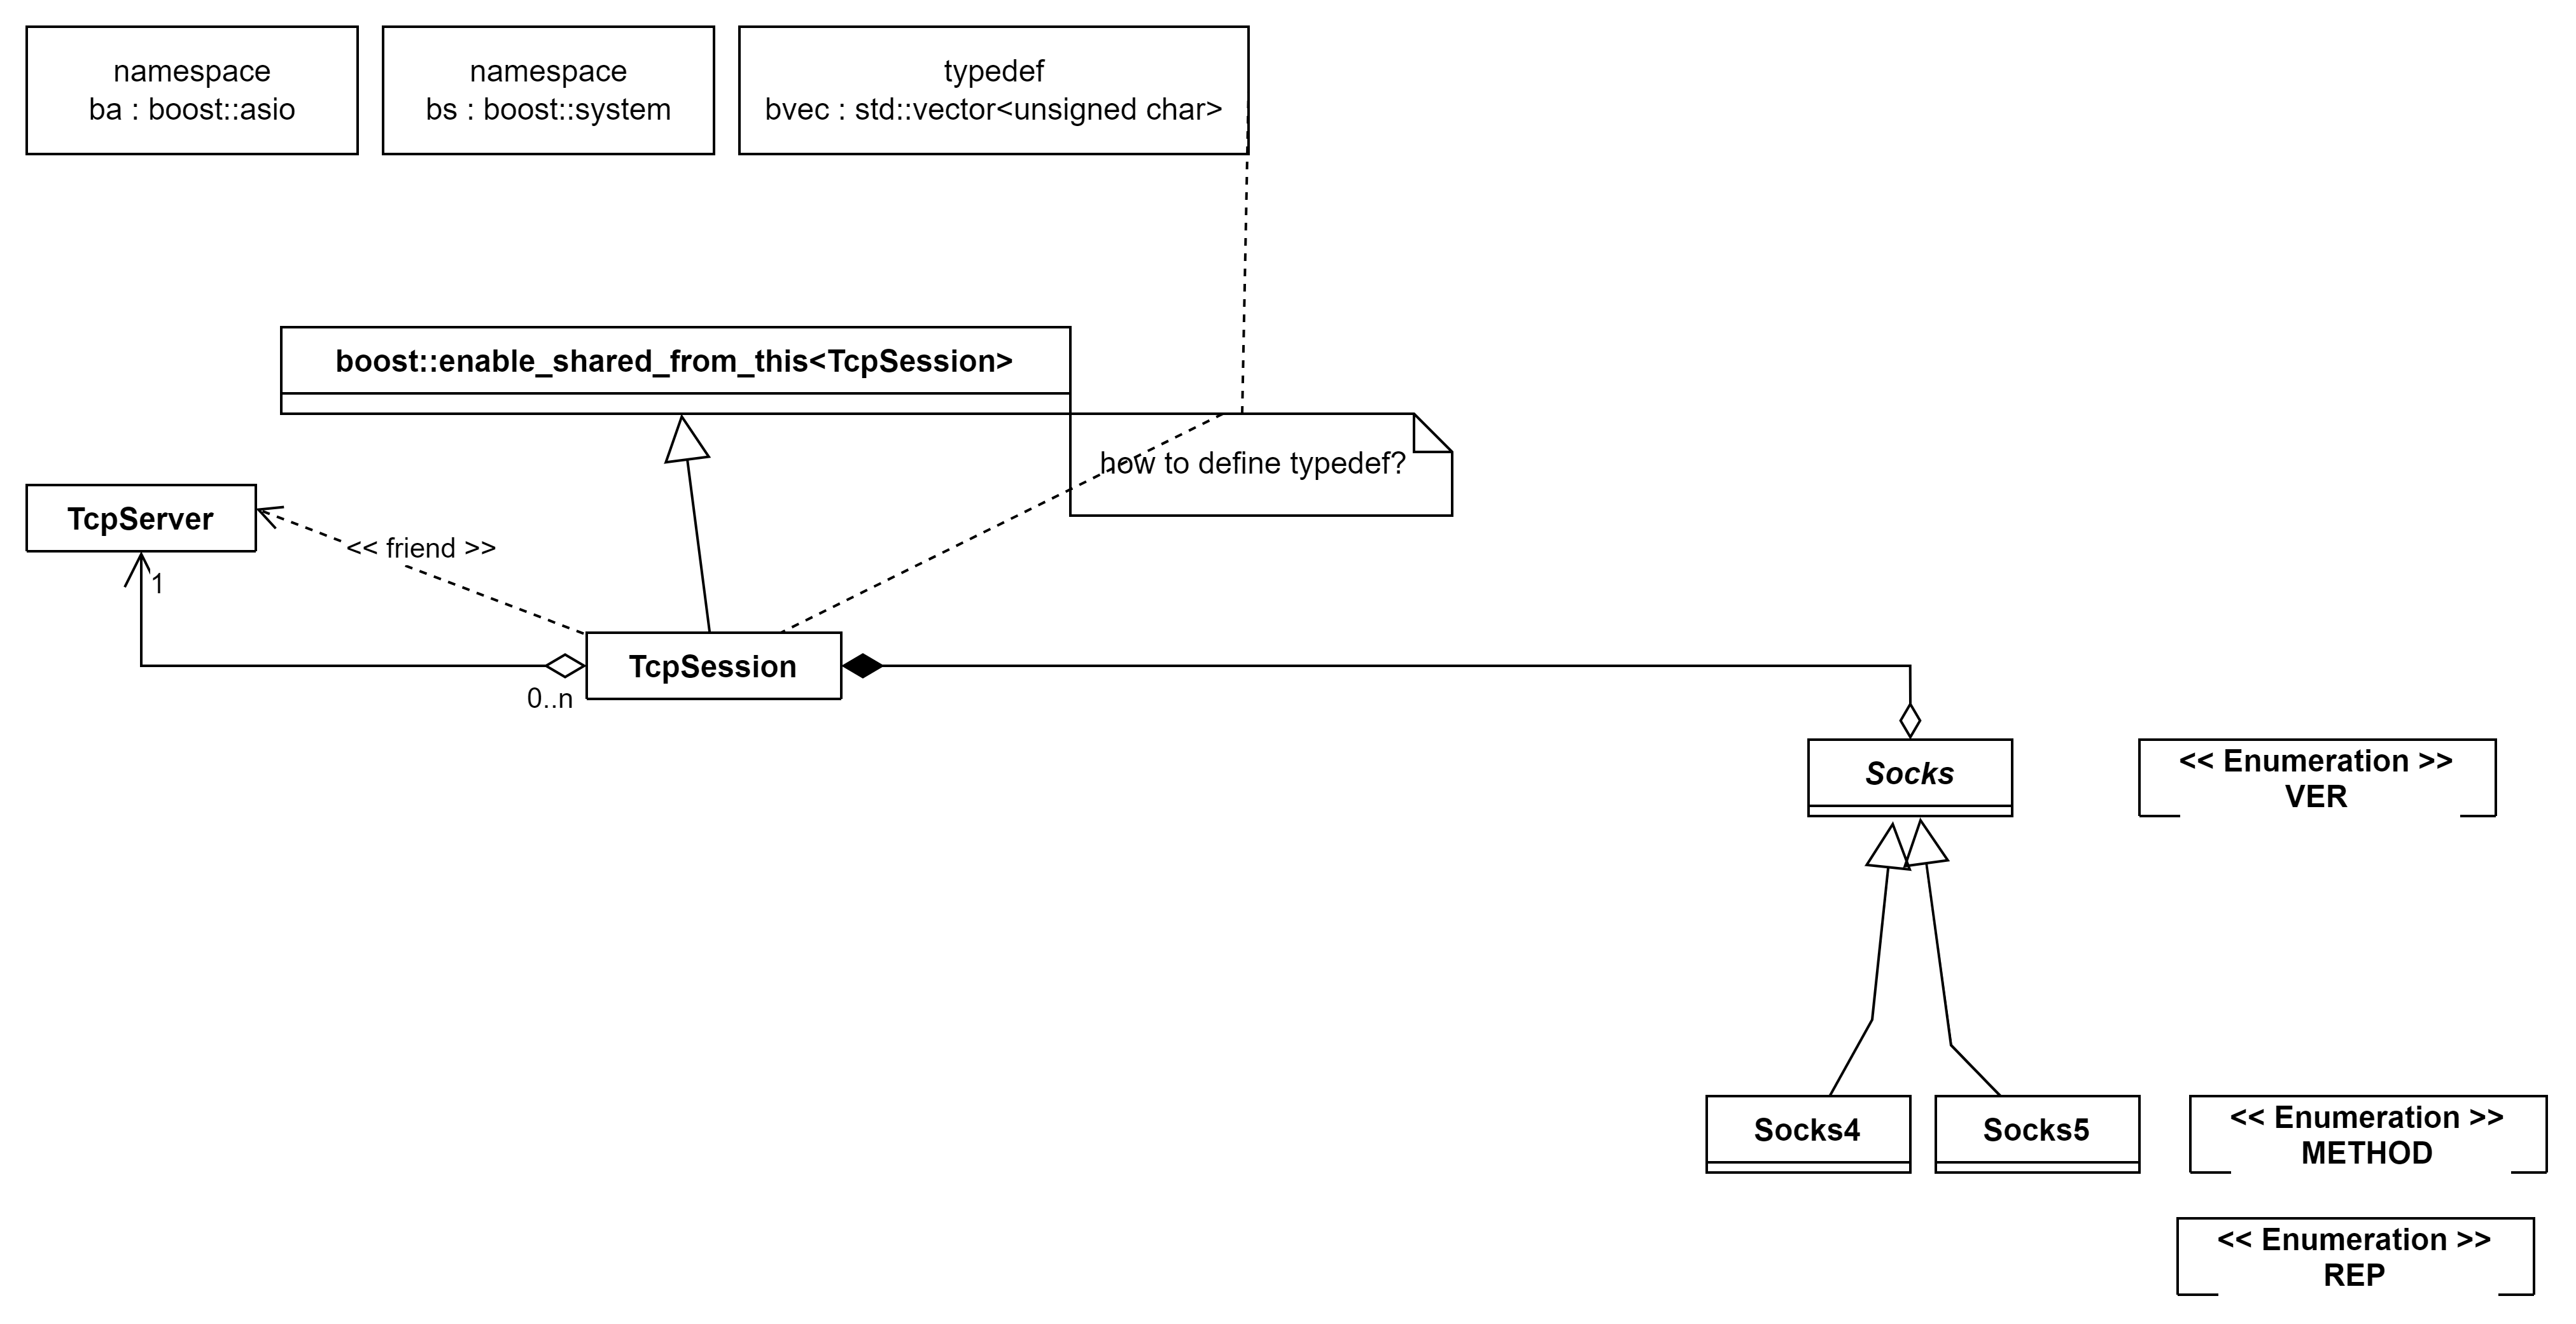 namespace
ba : boost::asio
namespace
bs : boost::system
typedef
bvec : std::vector<unsigned char>
boost::enable_shared_from_this<TcpSession>
how to define typedef?
TcpServer
<< friend >>
1
TcpSession
0..n
Socks
<< Enumeration >>
VER
Socks4
Socks5
<< Enumeration >>
METHOD
<< Enumeration >>
REP